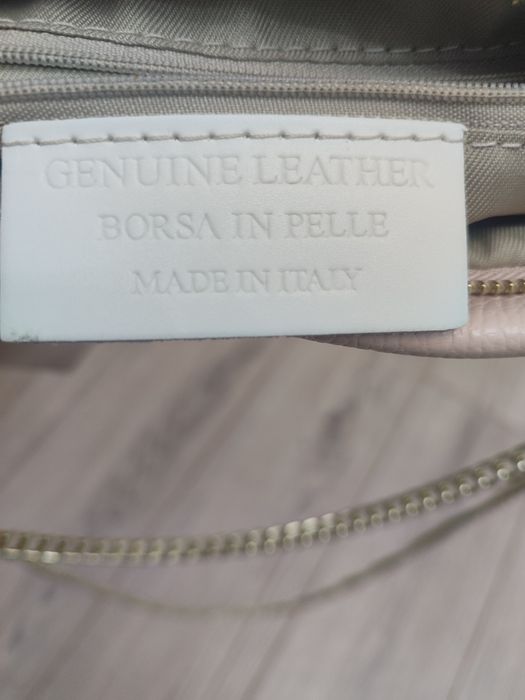 GENUINE LEATHER
BORSA IN PELLE
MADE IN ITALY